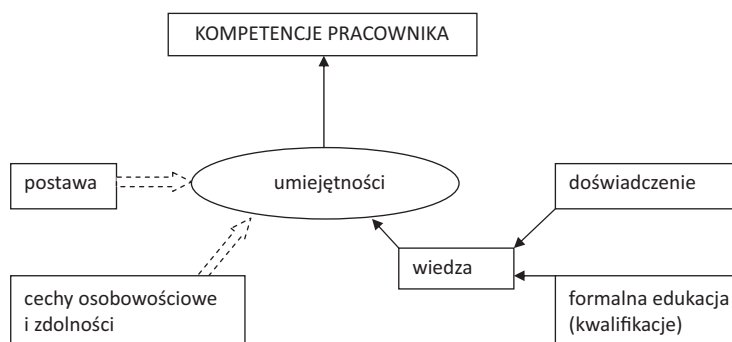 KOMPETENCJE PRACOWNIKA
postawa
umiejętności
doświadczenie
wiedza
cechy osobowościowe
i zdolności
formalna edukacja
(kwalifikacje)